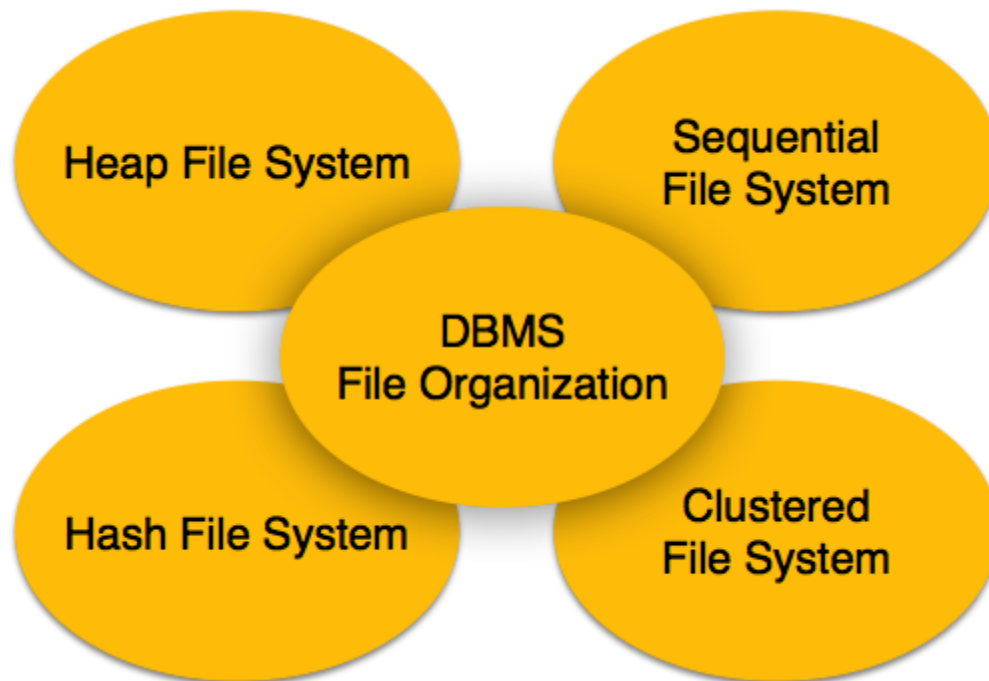 Heap File System
Sequential
File System
DBMS
File Organization
Hash File System
Clustered
File System